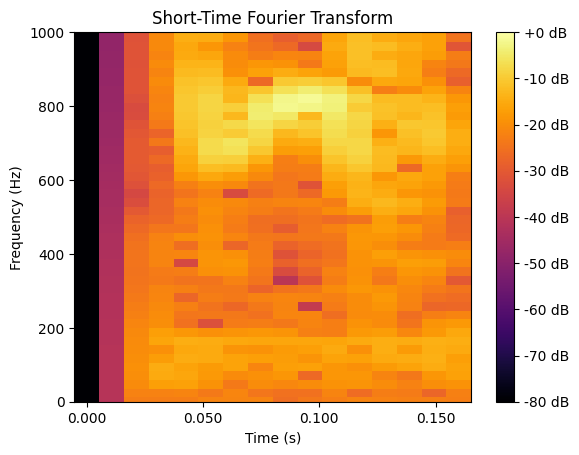 Short-Time Fourier Transform
1000
800
600
400
200
0
Frequency (Hz)
0.000
0.050
0.100
0.150
Time (s)
+0 dB
-10 dB
-20 dB
-30 dB
-40 dB
-50 dB
-60 dB
-70 dB
-80 dB